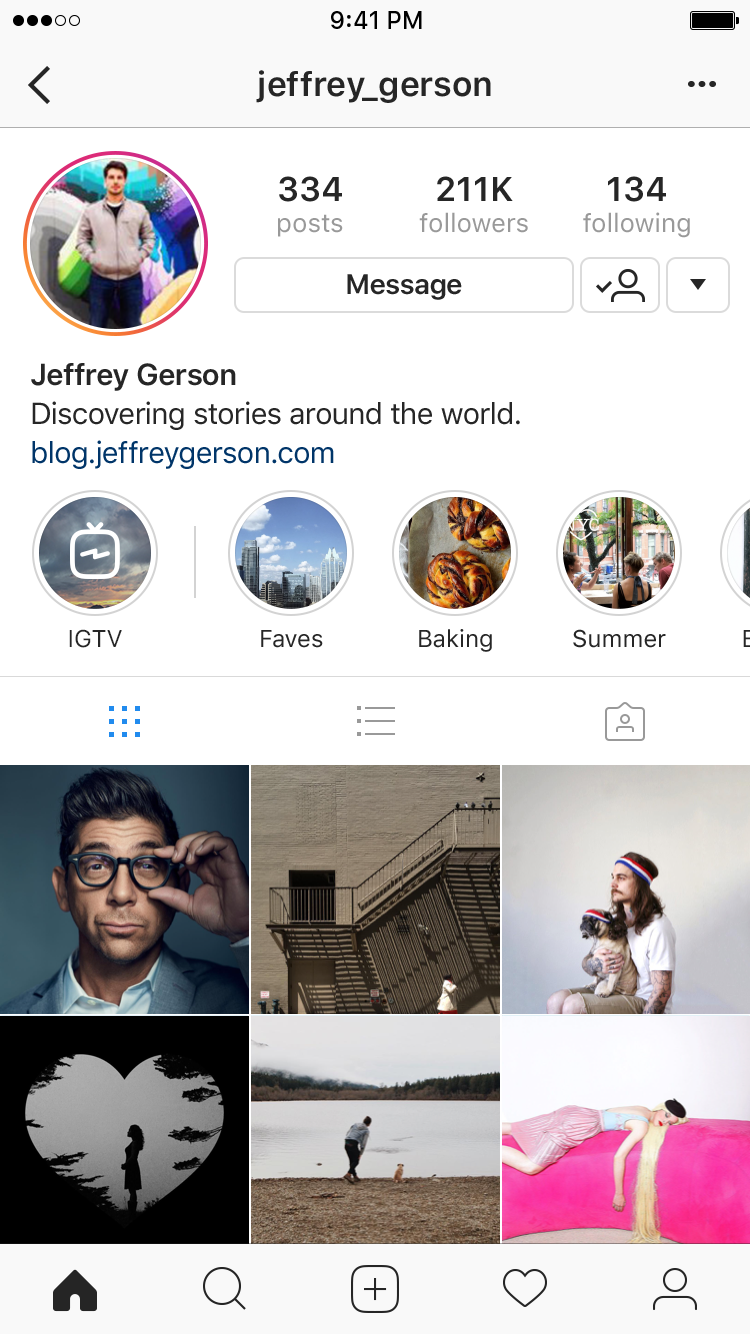 9:41 PM
jeffrey_gerson
334 211K 134
posts followers following
Message
Jeffrey Gerson
Discovering stories around the world.
blog.jeffreygerson.com
NYC
IGTV Faves Baking Summer